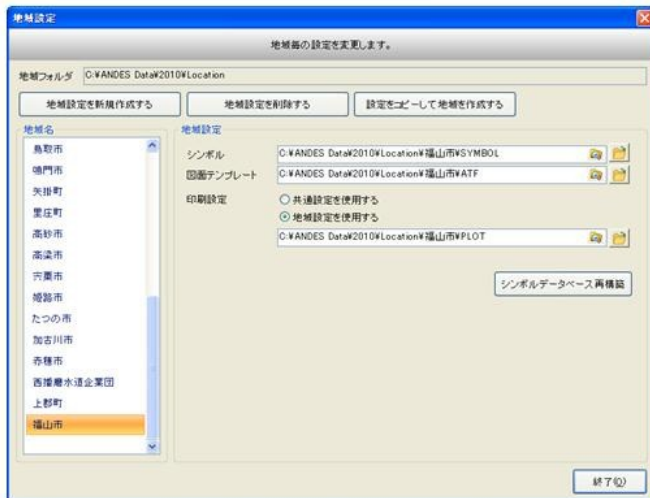 地域設定
地域毎の設定を変更します。
地域フォルダ C:¥ANDES Data¥2010¥Location
地域設定を新規作成する 地域設定を削除する 設定をコピーして地域を作成する
地域名
鳥取市
鳴門市
矢掛町
里庄町
高砂市
高梁市
宍粟市
姫路市
たつの市
加古川市
赤穂市
西播磨水道企業団
上郡町
福山市
地域設定
シンボル C:¥ANDES Data¥2010¥Location¥福山市¥SYMBOL
図面テンプレート C:¥ANDES Data¥2010¥Location¥福山市¥ATF
印刷設定 共通設定を使用する
地域設定を使用する
C:¥ANDES Data¥2010¥Location¥福山市¥PLOT
シンボルデータベース再構築
終了(Q)